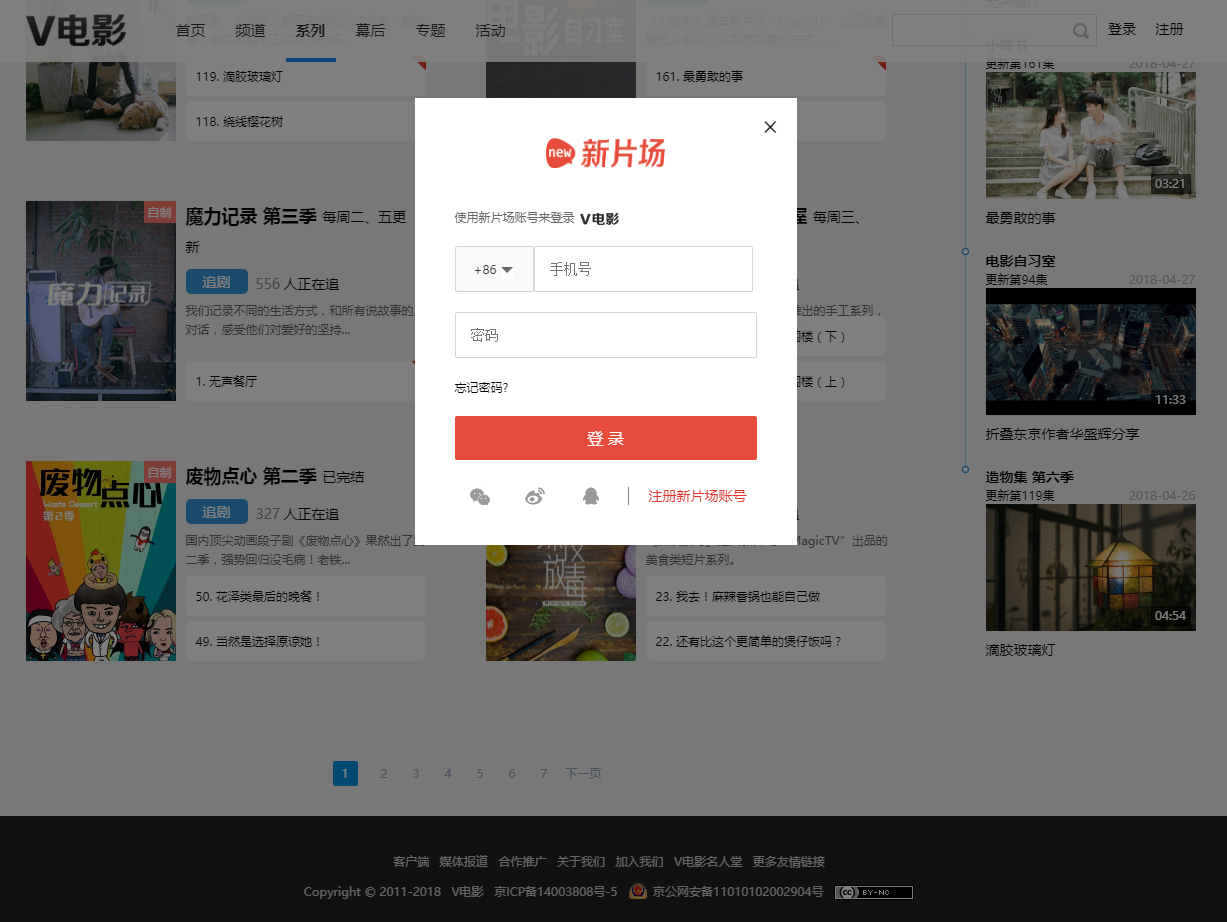 V电影 首页 频道 系列 幕后 专题 活动 登录 注册
119. 滴胶玻璃灯
118. 绕线樱花树
161. 最勇敢的事
小情书
更新第161集 2018-04-27
03:21
最勇敢的事
new 新片场
使用新片场账号来登录 V电影
+86 手机号
密码
忘记密码?
登 录
注册新片场账号
自制
魔力记录
魔力记录 第三季 每周二、五更
新
追剧 556 人正在追
我们记录不同的生活方式，和所有说故事的
对话，感受他们对爱好的坚持...
1. 无声餐厅
每周三、
出的手工系列，
楼（下）
楼（上）
电影自习室
更新第94集 2018-04-27
11:33
折叠东京作者华盛辉分享
自制
废物点心
Waste Dessert
第2季
废物点心 第二季 已完结
追剧 327 人正在追
国内顶尖动画段子剧《废物点心》果然出了
二季，强势回归没毛病！老铁...
50. 花泽类最后的晚餐！
49. 当然是选择原谅她！
放毒
MagicTV”出品的
美食类短片系列。
23. 我去！麻辣香锅也能自己做
22. 还有比这个更简单的煲仔饭吗？
造物集 第六季
更新第119集 2018-04-26
04:54
滴胶玻璃灯
1 2 3 4 5 6 7 下一页
客户端 媒体报道 合作推广 关于我们 加入我们 V电影名人堂 更多友情链接
Copyright © 2011-2018 V电影 京ICP备14003808号-5 京公网安备11010102002904号 cc BY-NC